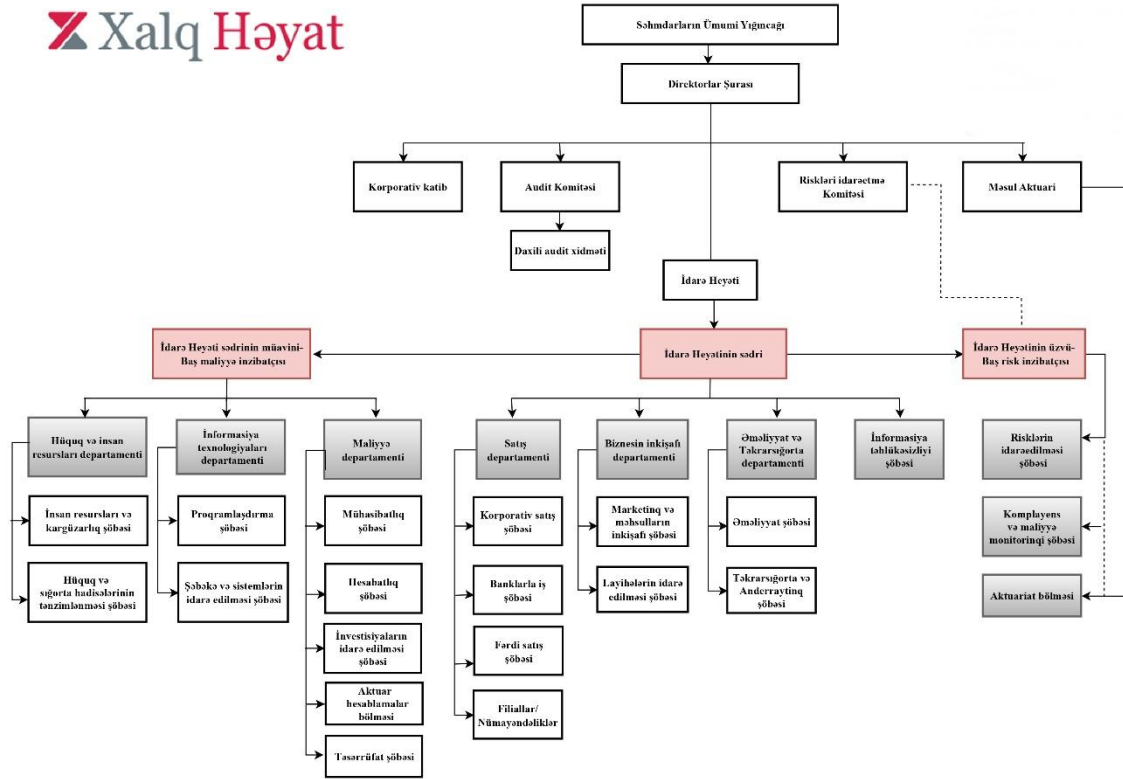 Xalq Həyat
Səhmdarların Ümumi Yığıncağı
Direktorlar Şurası
Korporativ katib
Audit Komitəsi
Riskləri idarəetmə
Komitəsi
Məsul Aktuari
Daxili audit xidməti
İdarə Heyəti
İdarə Heyəti sədrinin müavini-
Baş maliyyə inzibatçısı
İdarə Heyətinin sədri
İdarə Heyətinin üzvü-
Baş risk inzibatçısı
Hüquq və insan
resursları departamenti
İnformasiya
texnologiyaları
departamenti
Maliyyə
departamenti
Satış
departamenti
Biznesin inkişafı
departamenti
Əməliyyat və
Təkrarsığorta
departamenti
İnformasiya
təhlükəsizliyi
şöbəsi
Risklərin
idarəedilməsi
şöbəsi
İnsan resursları və
kargüzarlıq şöbəsi
Proqramlaşdırma
şöbəsi
Mühasibatlıq
şöbəsi
Korporativ satış
şöbəsi
Marketinq və
məhsulların
inkişafı şöbəsi
Əməliyyat şöbəsi
Komplayens
və maliyyə
monitorinqi şöbəsi
Hüquq və
sığorta hadisələrinin
tənzimlənməsi şöbəsi
Şəbəkə və sistemlərin
idarə edilməsi şöbəsi
Hesabatlıq
şöbəsi
Banklarla iş
şöbəsi
Layihələrin idarə
edilməsi şöbəsi
Təkrarsığorta və
Anderraytinq
şöbəsi
Aktuariat bölməsi
İnvestisiyaların
idarə edilməsi
şöbəsi
Fərdi satış
şöbəsi
Aktuar
hesablamalar
bölməsi
Filiallar/
Nümayəndəliklər
Təsərrüfat şöbəsi